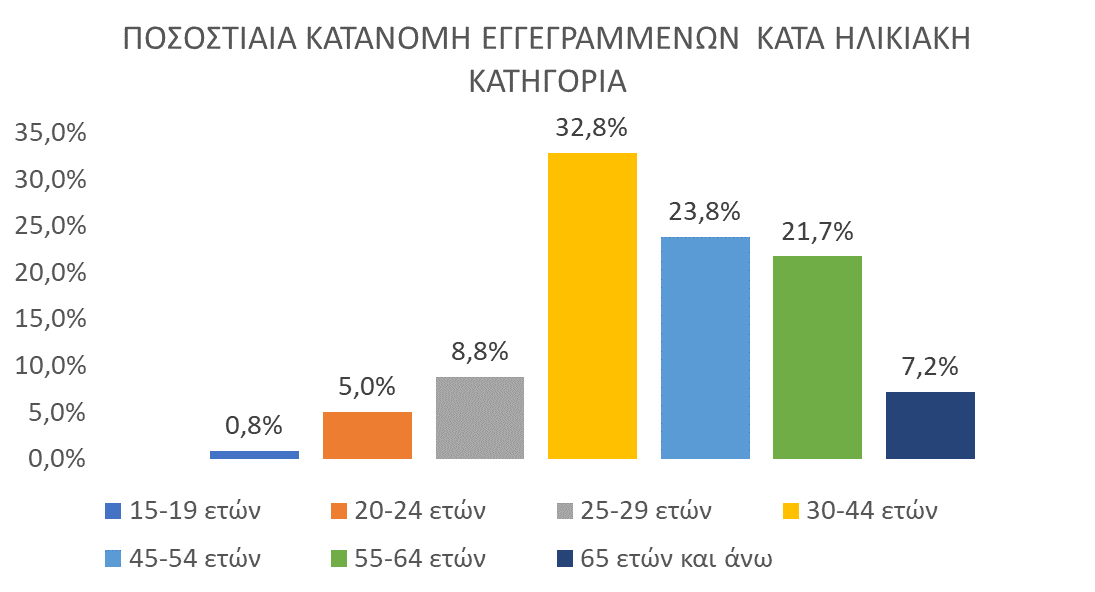 ΠΟΣΟΣΤΙΑΙΑ ΚΑΤΑΝΟΜΗ ΕΓΓΕΓΡΑΜΜΕΝΩΝ ΚΑΤΑ ΗΛΙΚΙΑΚΗ
ΚΑΤΗΓΟΡΙΑ
35,0%
30,0%
25,0%
20,0%
15,0%
10,0%
5,0%
0,0%
0,8%
5,0%
8,8%
32,8%
23,8%
21,7%
7,2%
15-19 ετών
20-24 ετών
25-29 ετών
30-44 ετών
45-54 ετών
55-64 ετών
65 ετών και άνω